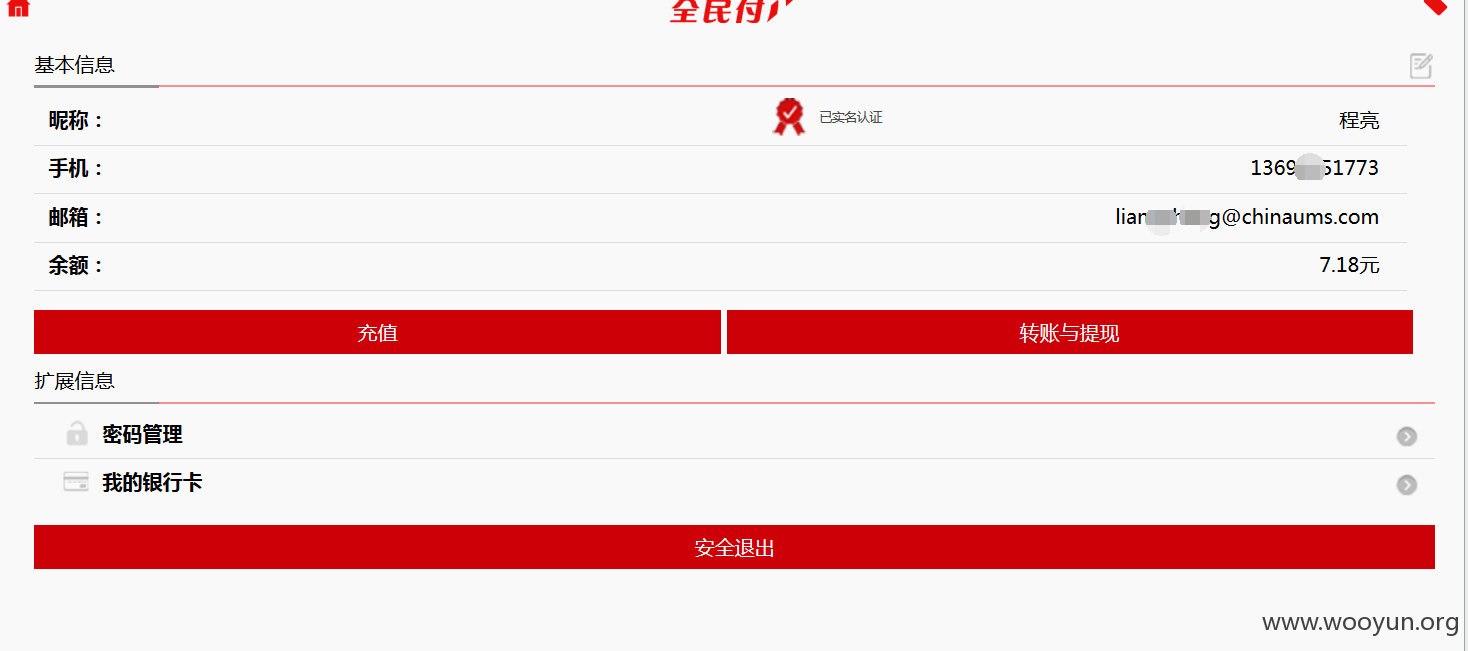 全民付
基本信息
昵称： 已实名认证 程亮
手机： 1369 51773
邮箱： lian h g@chinaums.com
余额： 7.18元
充值 转账与提现
扩展信息
密码管理
我的银行卡
安全退出
www.wooyun.org